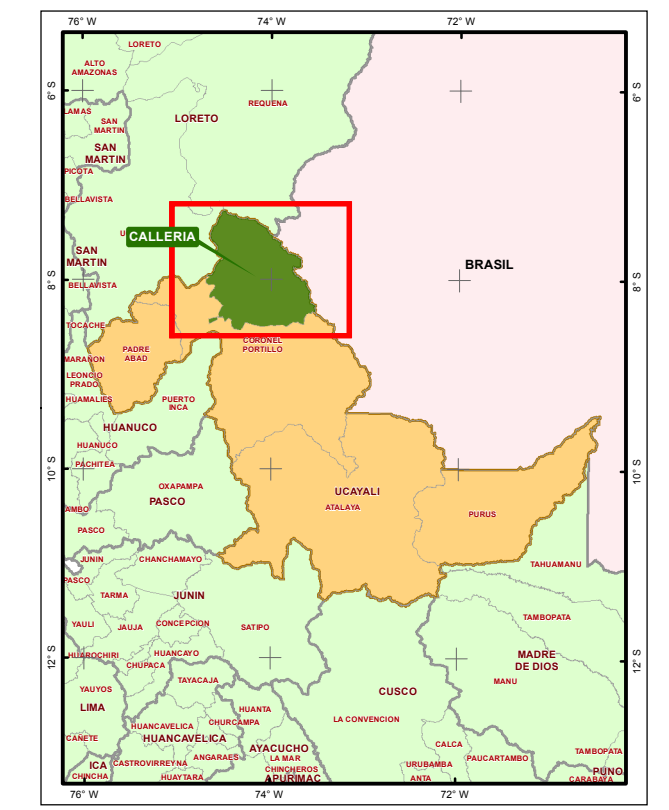 76° W
74° W
72° W
LORETO
ALTO
AMAZONAS
6° S
6° S
REQUENA
LAMAS
SAN
MARTIN
LORETO
SAN
MARTIN
PICOTA
BELLAVISTA
U
CALLERIA
SAN
MARTIN
BRASIL
8° S
8° S
BELLAVISTA
TOCACHE
CORONEL
PORTILLO
PADRE
ABAD
MARAÑON
LEONCIO
PRADO
HUAMALIES
PUERTO
INCA
HUANUCO
HUANUCO
PACHITEA
10° S
10° S
OXAPAMPA
UCAYALI
PASCO
ATALAYA
AMBO
PURUS
PASCO
JUNIN
CHANCHAMAYO
TAHUAMANU
PASCO
TARMA
JUNIN
TAMBOPATA
YAULI
JAUJA
CONCEPCION
SATIPO
HUAROCHIRI
HUANCAYO
CHUPACA
12° S
12° S
MADRE
DE DIOS
TAYACAJA
MANU
YAUYOS
CUSCO
LIMA
HUANTA
CHURCAMPA
LA CONVENCION
HUANCAVELICA
CAÑETE
HUANCAVELICA
CALCA
AYACUCHO
TAMBOPATA
ANGARAES
LA MAR
PAUCARTAMBO
ICA
CASTROVIRREYNA
URUBAMBA
CHINCHEROS
PUNO
CHINCHA
HUAYTARA
APURIMAC
ANTA
CARABAYA
76° W
74° W
72° W